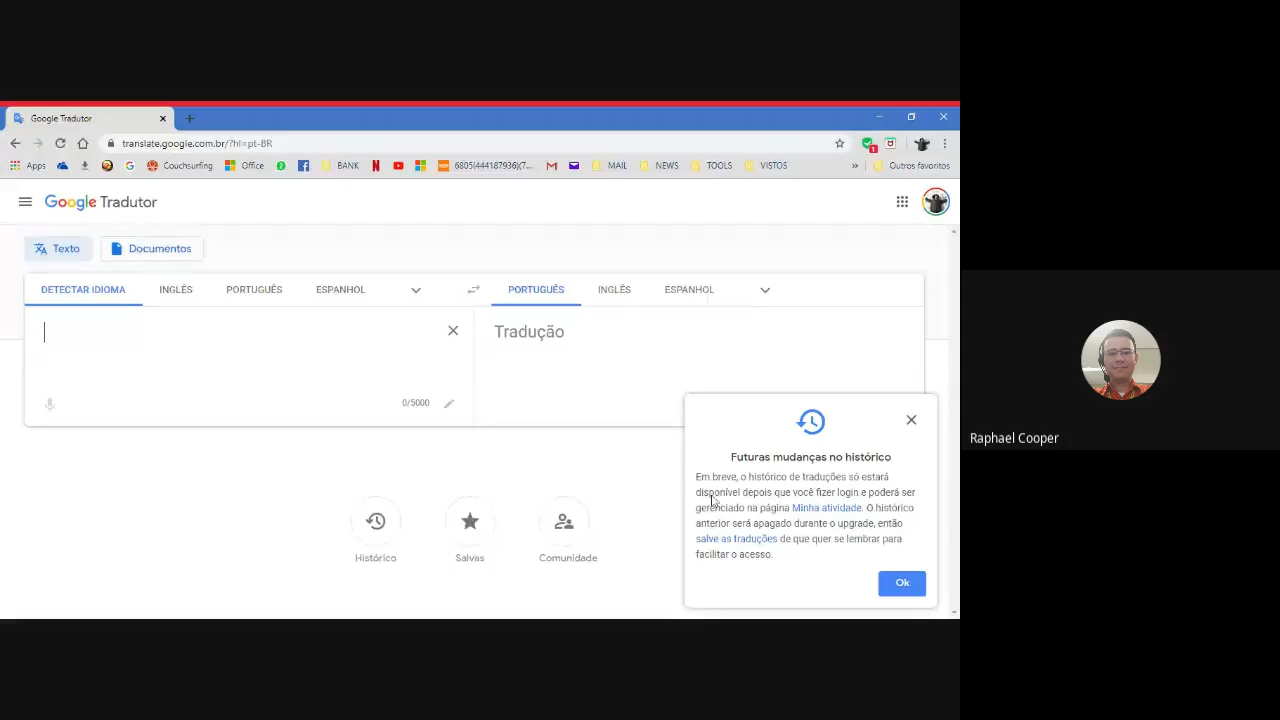 Google Tradutor
translate.google.com.br/?hl=pt-BR
Apps Couchsurfing Office BANK 6805(444187936)(7... MAIL NEWS TOOLS VISTOS » Outros favoritos
1
Google Tradutor
Texto Documentos
DETECTAR IDIOMA INGLÊS PORTUGUÊS ESPANHOL PORTUGUÊS INGLÊS ESPANHOL
Tradução
0/5000
Futuras mudanças no histórico
Em breve, o histórico de traduções só estará
disponível depois que você fizer login e poderá ser
gerenciado na página Minha atividade. O histórico
anterior será apagado durante o upgrade, então
salve as traduções de que quer se lembrar para
facilitar o acesso.
Ok
Histórico Salvas Comunidade
Raphael Cooper